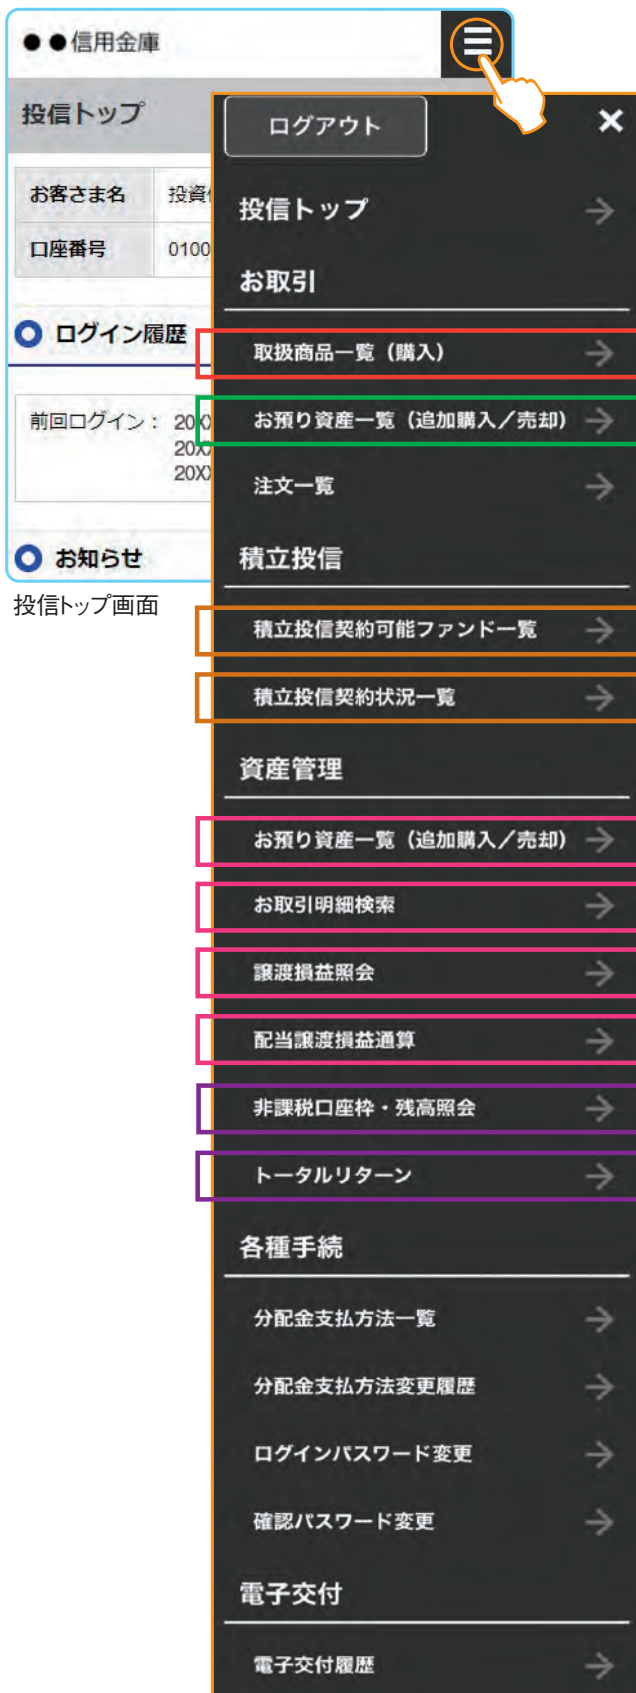 ●●信用金庫
投信トップ
お客さま名 投資
口座番号 0100
ログイン履歴
前回ログイン： 20X
20XX
20XX
お知らせ
投信トップ画面
ログアウト
×
投信トップ
お取引
取扱商品一覧（購入）
お預り資産一覧（追加購入／売却）
注文一覧
積立投信
積立投信契約可能ファンド一覧
積立投信契約状況一覧
資産管理
お預り資産一覧（追加購入／売却）
お取引明細検索
譲渡損益照会
配当譲渡損益通算
非課税口座枠・残高照会
トータルリターン
各種手続
分配金支払方法一覧
分配金支払方法変更履歴
ログインパスワード変更
確認パスワード変更
電子交付
電子交付履歴